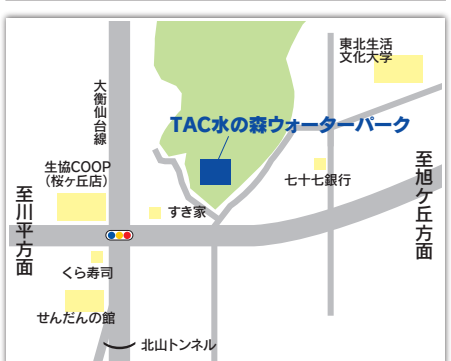 東北生活
文化大学
大衡仙台線
TAC水の森ウォーターパーク
生協COOP
（桜ヶ丘店）
七十七銀行
至旭ケ丘方面
至川平方面
すき家
くら寿司
せんだんの館
北山トンネル